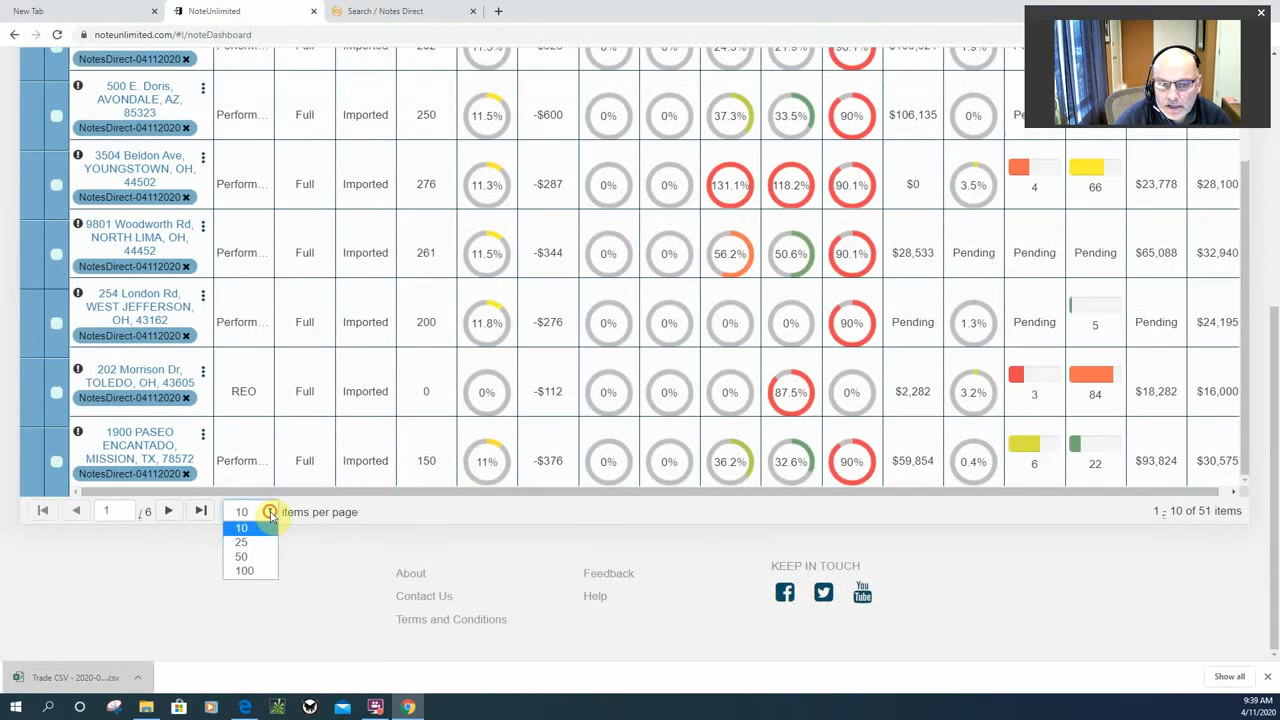 New Tab
NoteUnlimited
Search / Notes Direct
noteunlimited.com/#!/noteDashboard
NotesDirect-04112020
500 E. Doris,
AVONDALE, AZ,
85323
NotesDirect-04112020
Perform... Full Imported 250 11.5% -$600 0% 0% 37.3% 33.5% 90% $106,135 0%
3504 Beldon Ave,
YOUNGSTOWN, OH,
44502
NotesDirect-04112020
Perform... Full Imported 276 11.3% -$287 0% 0% 131.1% 118.2% 90.1% $0 3.5% 4 66 $23,778 $28,100
9801 Woodworth Rd,
NORTH LIMA, OH,
44452
NotesDirect-04112020
Perform... Full Imported 261 11.5% -$344 0% 0% 56.2% 50.6% 90.1% $28,533 Pending Pending Pending $65,088 $32,940
254 London Rd,
WEST JEFFERSON,
OH, 43162
NotesDirect-04112020
Perform... Full Imported 200 11.8% -$276 0% 0% 0% 0% 90% Pending 1.3% Pending 5 Pending $24,195
202 Morrison Dr,
TOLEDO, OH, 43605
NotesDirect-04112020
REO Full Imported 0 0% -$112 0% 0% 0% 87.5% 0% $2,282 3.2% 3 84 $18,282 $16,000
1900 PASEO
ENCANTADO,
MISSION, TX, 78572
NotesDirect-04112020
Perform... Full Imported 150 11% -$376 0% 0% 36.2% 32.6% 90% $59,854 0.4% 6 22 $93,824 $30,575
1 / 6 10 items per page 1 - 10 of 51 items
10
25
50
100
About Feedback KEEP IN TOUCH
Contact Us Help
You Tube
Terms and Conditions
Trade CSV - 2020-0....csv
Show all
9:39 AM
4/11/2020